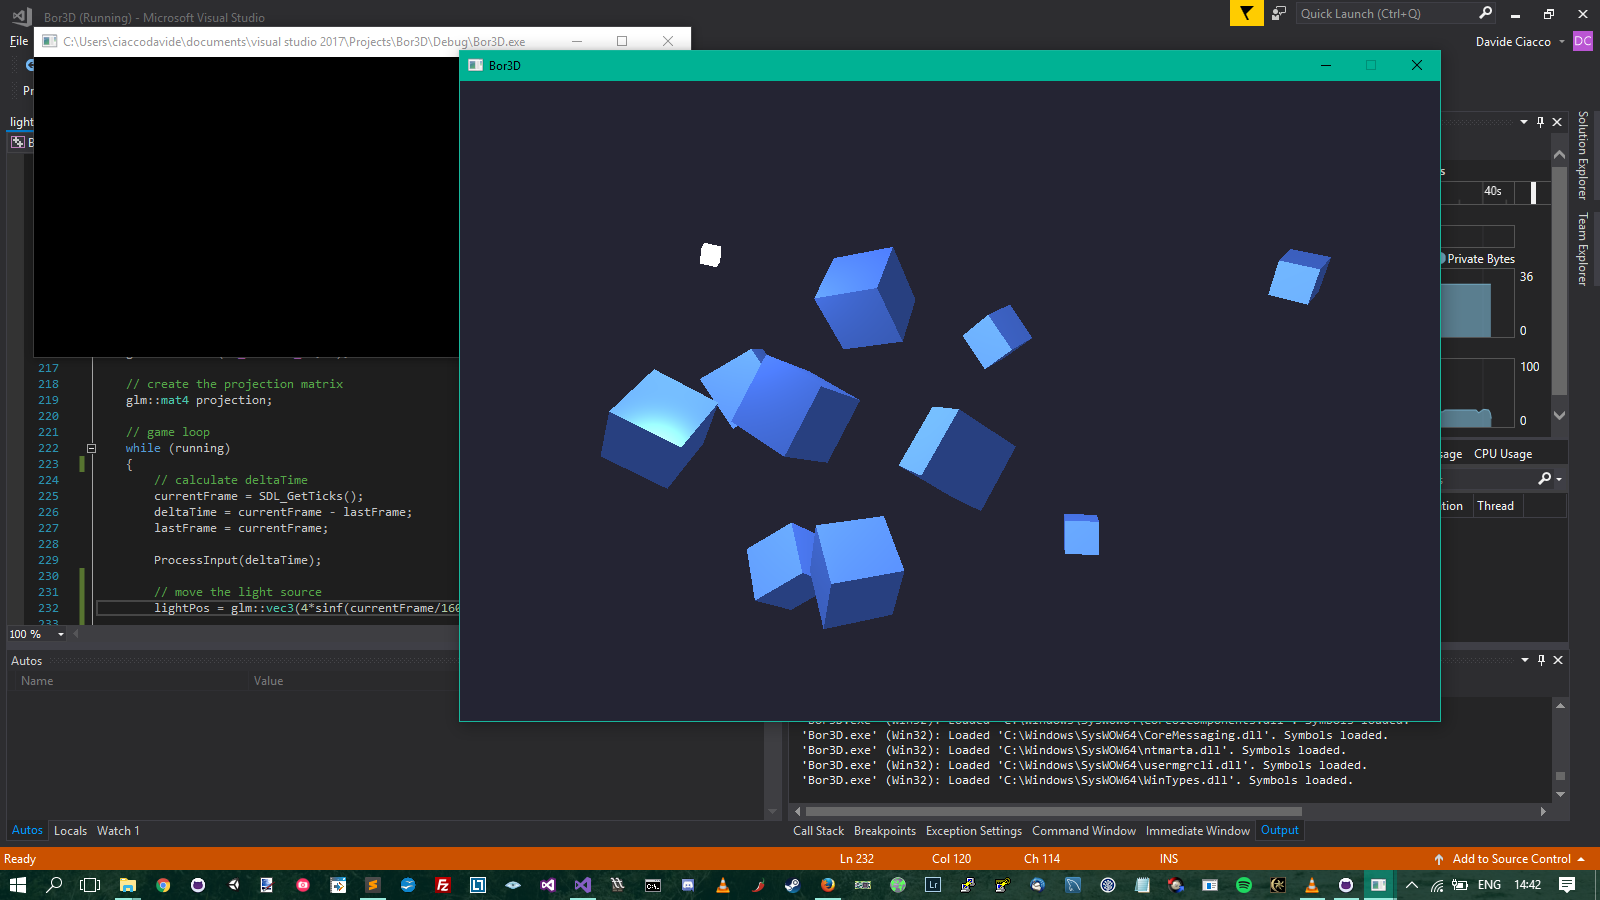 Bor3D (Running) - Microsoft Visual Studio
Quick Launch (Ctrl+Q)
File
C:\Users\ciaccodavide\documents\visual studio 2017\Projects\Bor3D\Debug\Bor3D.exe
Davide Ciacco
DC
Bor3D
Pr
light
B
Solution Explorer
Team Explorer
s
40s
Private Bytes
36
0
100
0
217
218 // create the projection matrix
219 glm::mat4 projection;
220
221 // game loop
222 while (running)
223 {
224 // calculate deltaTime
225 currentFrame = SDL_GetTicks();
226 deltaTime = currentFrame - lastFrame;
227 lastFrame = currentFrame;
228
229 ProcessInput(deltaTime);
230
231 // move the light source
232 lightPos = glm::vec3(4*sinf(currentFrame/160
233
sage CPU Usage
tion Thread
100 %
Autos
Name Value
'Bor3D.exe' (Win32): Loaded 'C:\Windows\SysWOW64\CoreMessaging.dll'. Symbols loaded.
'Bor3D.exe' (Win32): Loaded 'C:\Windows\SysWOW64\ntmarta.dll'. Symbols loaded.
'Bor3D.exe' (Win32): Loaded 'C:\Windows\SysWOW64\usermgrcli.dll'. Symbols loaded.
'Bor3D.exe' (Win32): Loaded 'C:\Windows\SysWOW64\WinTypes.dll'. Symbols loaded.
Autos Locals Watch 1
Call Stack Breakpoints Exception Settings Command Window Immediate Window Output
Ready
Ln 232 Col 120 Ch 114 INS
Add to Source Control
ENG 14:42